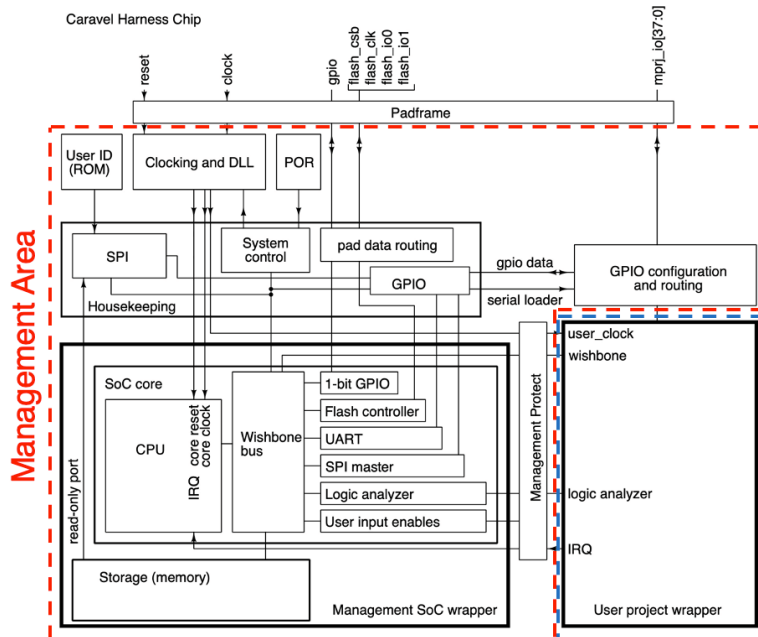 Caravel Harness Chip
reset
clock
gpio
flash_csb
flash_clk
flash_io0
flash_io1
mprj_io[37:0]
Padframe
Management Area
User ID
(ROM)
Clocking and DLL
POR
SPI
System
control
pad data routing
GPIO
Housekeeping
gpio data
serial loader
GPIO configuration
and routing
user_clock
wishbone
Management Protect
SoC core
CPU
IRQ
core reset
core clock
Wishbone
bus
1-bit GPIO
Flash controller
UART
SPI master
Logic analyzer
User input enables
logic analyzer
IRQ
read-only port
Storage (memory)
Management SoC wrapper
User project wrapper